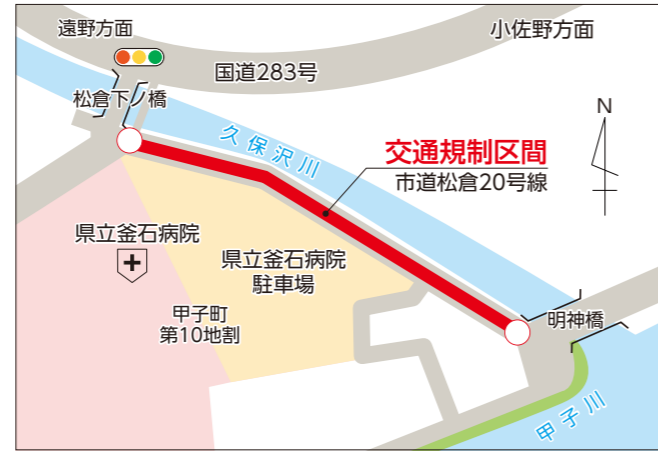 遠野方面
小佐野方面
国道283号
松倉下ノ橋
久保沢川
交通規制区間
市道松倉20号線
N
県立釜石病院
県立釜石病院
駐車場
甲子町
第10地割
明神橋
甲子川